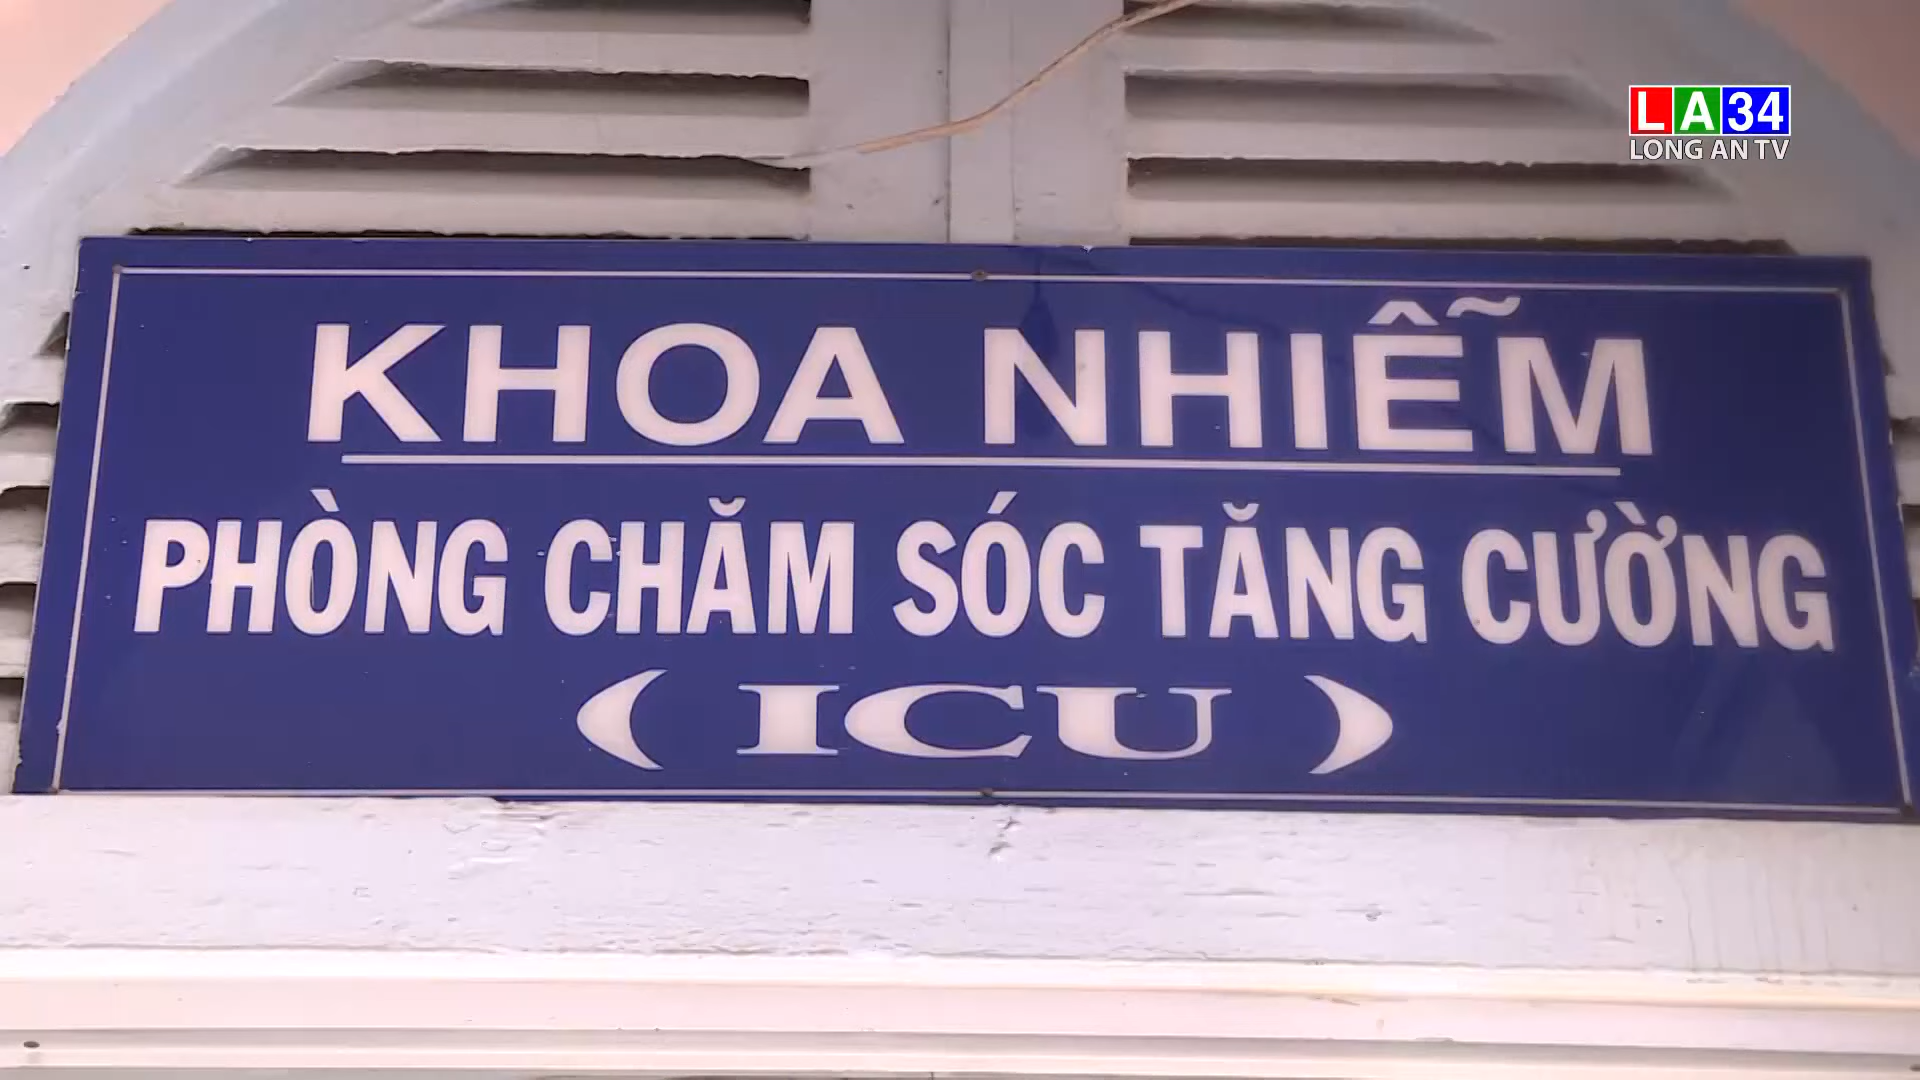 LA34
LONG AN TV
KHOA NHIỄM
PHÒNG CHĂM SÓC TĂNG CƯỜNG
( ICU )